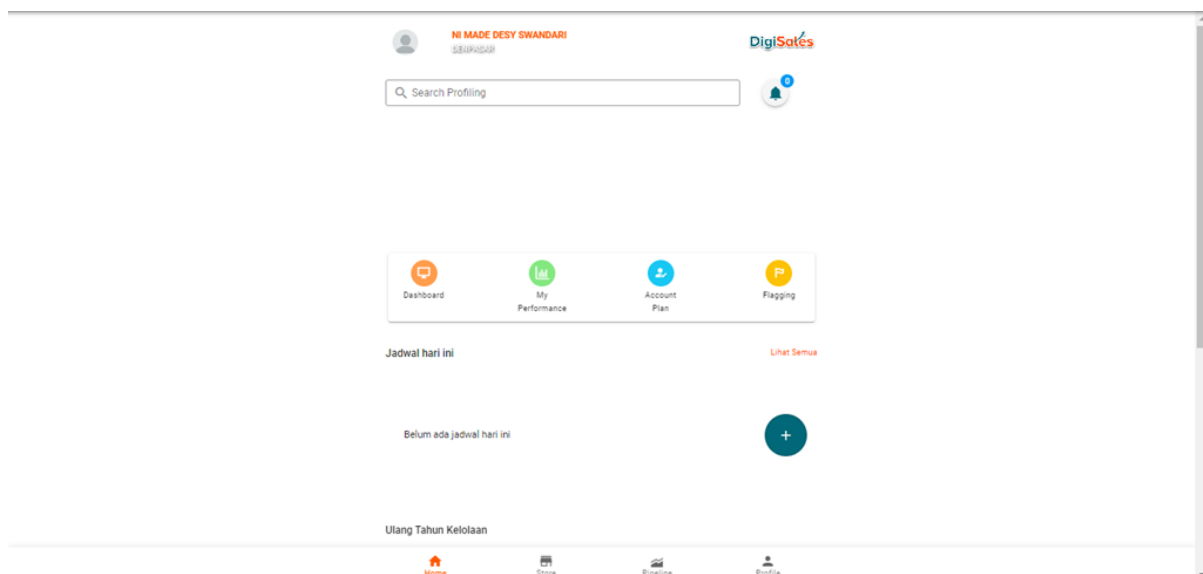 NI MADE DESY SWANDARI
DENPASAR
DigiSales
Search Profiling
0
Dashboard
My
Performance
Account
Plan
Flagging
Jadwal hari ini
Lihat Semua
Belum ada jadwal hari ini
+
Ulang Tahun Kelolaan
Home
Store
Pipeline
Profile